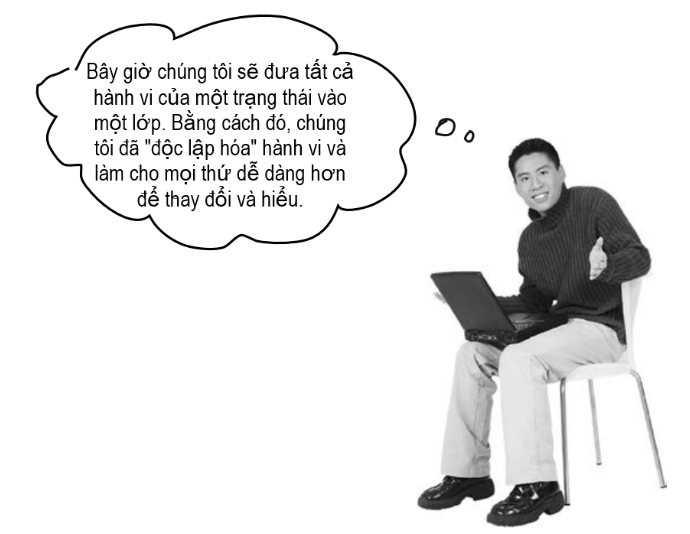 Bây giờ chúng tôi sẽ đưa tất cả
hành vi của một trạng thái vào
một lớp. Bằng cách đó, chúng
tôi đã "độc lập hóa" hành vi và
làm cho mọi thứ dễ dàng hơn
để thay đổi và hiểu.